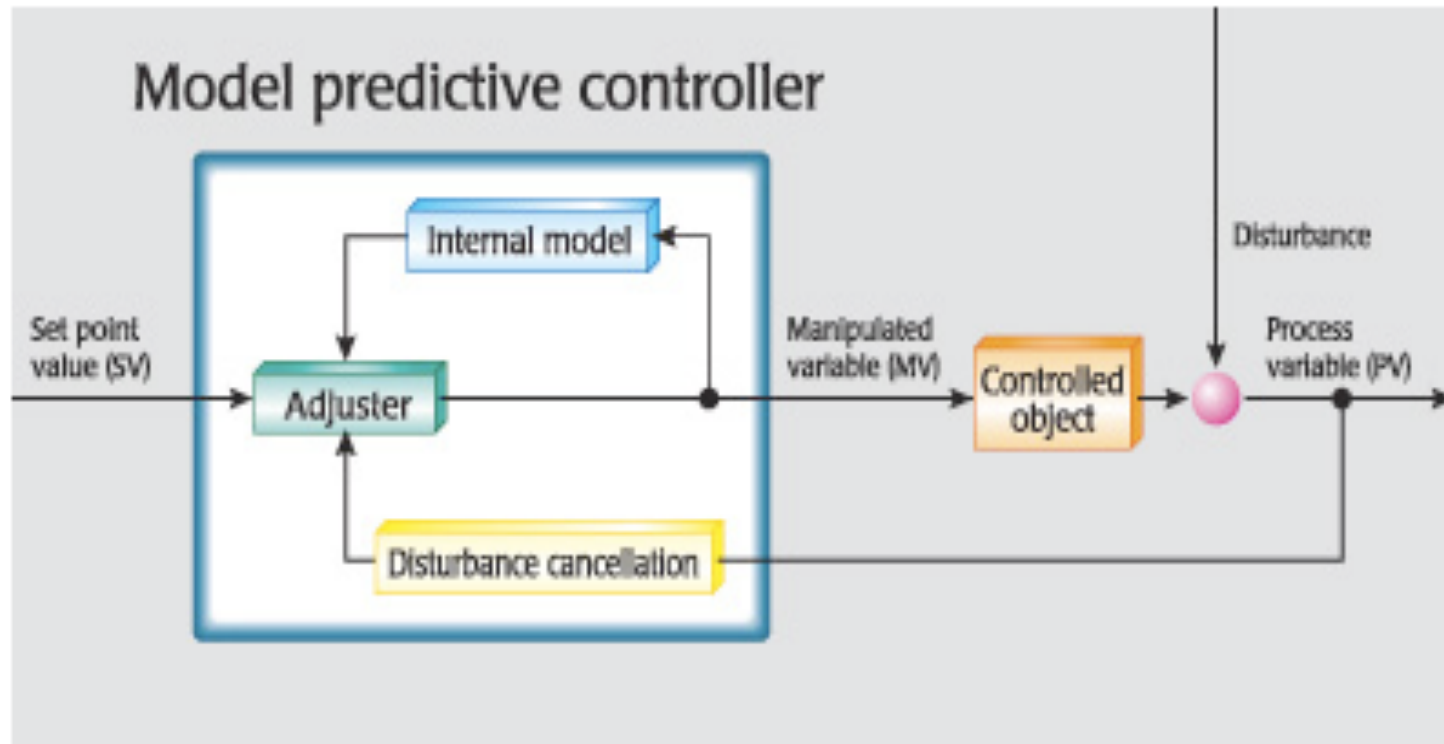 Model predictive controller
Internal model
Disturbance
Set point
value (SV)
Manipulated
variable (MV)
Process
variable (PV)
Adjuster
Controlled
object
Disturbance cancellation